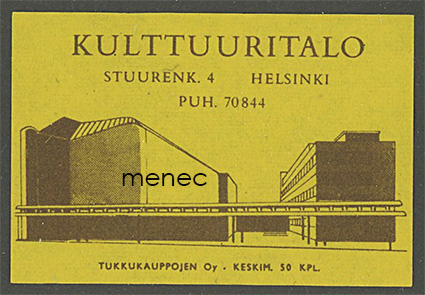 KULTTUURITALO
STUURENK. 4 HELSINKI
PUH. 70844
menec
TUKKUKAUPPOJEN Oy. KESKIM. 50 KPL.